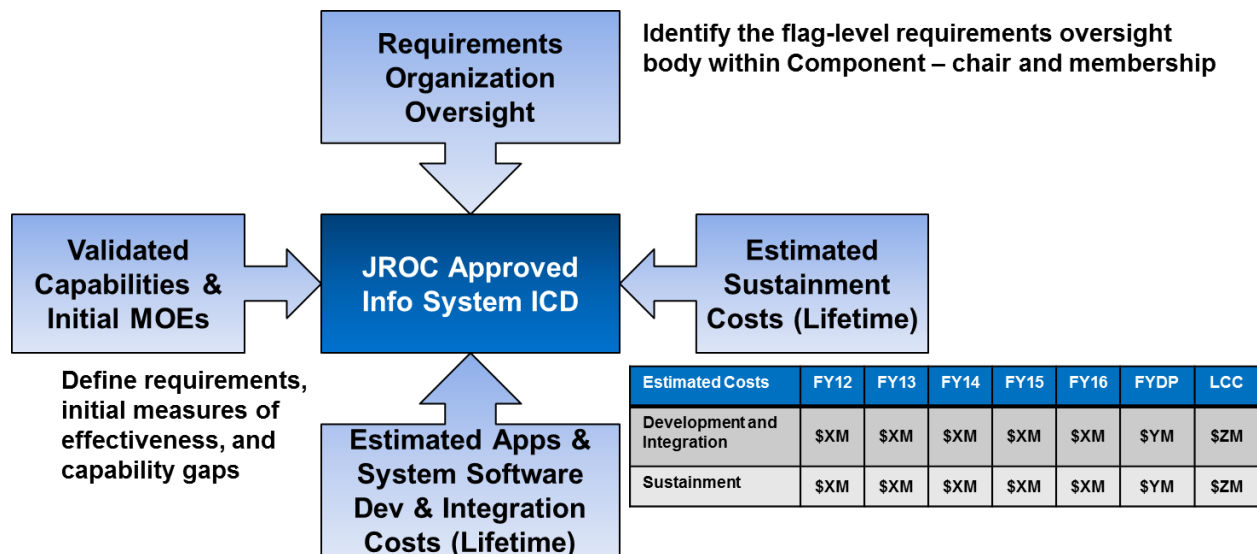 Requirements
Organization
Oversight
Identify the flag-level requirements oversight
body within Component – chair and membership
Validated
Capabilities &
Initial MOEs
JROC Approved
Info System ICD
Estimated
Sustainment
Costs (Lifetime)
Define requirements,
initial measures of
effectiveness, and
capability gaps
Estimated Apps &
System Software
Dev & Integration
Costs (Lifetime)
Estimated Costs FY12 FY13 FY14 FY15 FY16 FYDP LCC
Development and
Integration $XM $XM $XM $XM $XM $YM $ZM
Sustainment $XM $XM $XM $XM $XM $YM $ZM